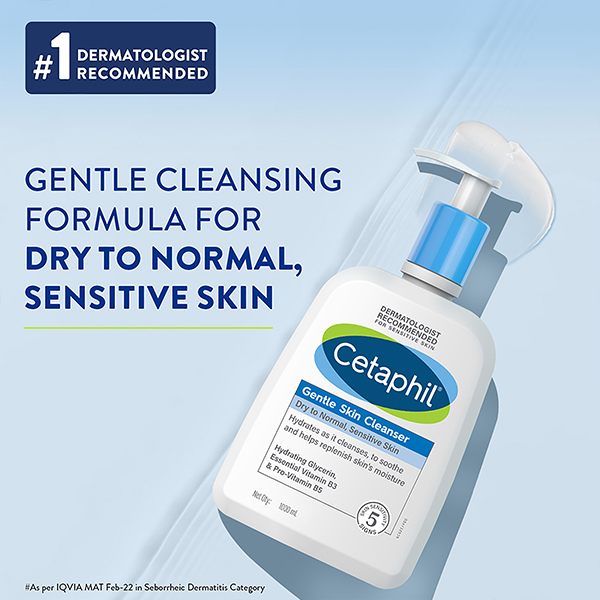 #1 DERMATOLOGIST
RECOMMENDED
GENTLE CLEANSING
FORMULA FOR
DRY TO NORMAL,
SENSITIVE SKIN
DERMATOLOGIST
RECOMMENDED
FOR SENSITIVE SKIN
Cetaphil®
Gentle Skin Cleanser
Dry to Normal, Sensitive Skin
Hydrates as it cleanses, to soothe
and helps replenish skin's moisture
Hydrating Glycerin,
Essential Vitamin B3
& Pro-Vitamin B5
Net Qty: 1000 mL
SKIN SENSITIVITY
5
SIGNS
#As per IQVIA MAT Feb-22 in Seborrheic Dermatitis Category